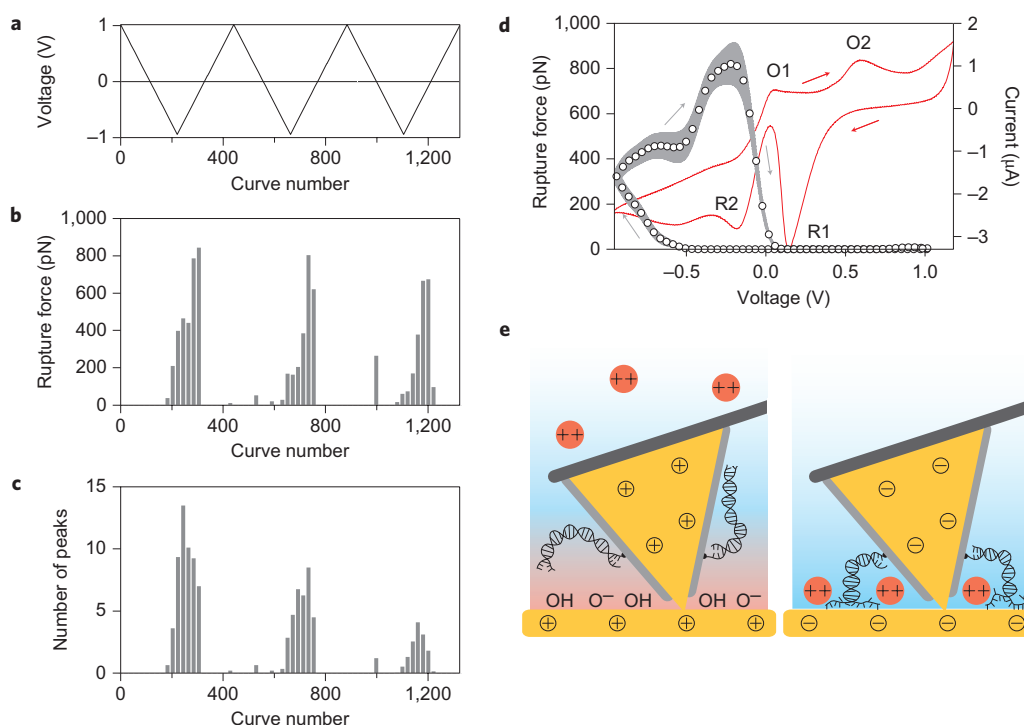 a
Voltage (V)
1
0
–1
0 400 800 1,200
Curve number
b
Rupture force (pN)
1,000
800
600
400
200
0
0 400 800 1,200
Curve number
c
Number of peaks
15
10
5
0
0 400 800 1,200
Curve number
d
Rupture force (pN)
1,000
800
600
400
200
0
O1
O2
R2
R1
2
1
0
–1
–2
–3
Current (μA)
–0.5 0.0 0.5 1.0
Voltage (V)
e
++
++
++
+
+
+
+
OH O– OH OH O–
+ + + +
–
–
–
–
++ ++ ++
– – – –